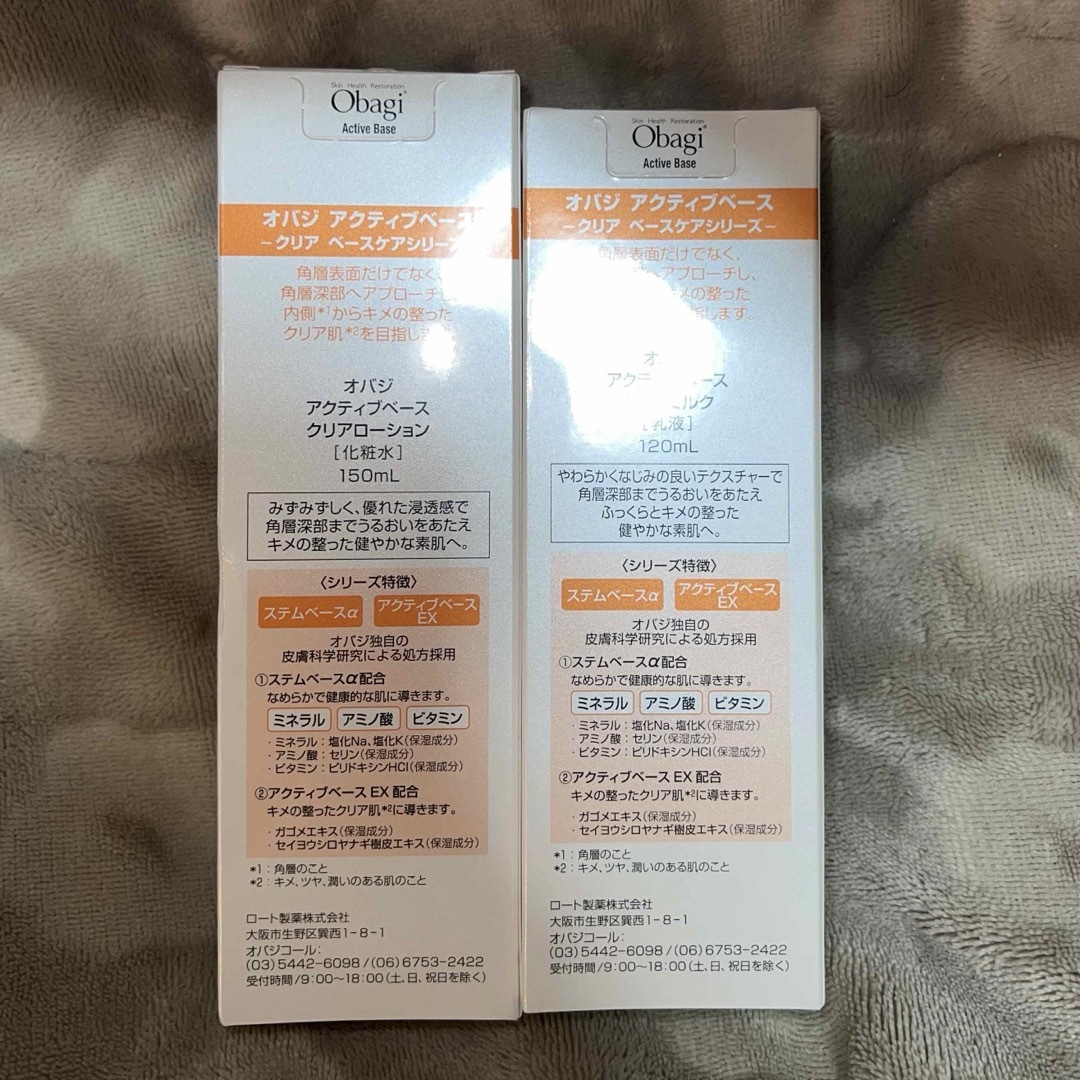 Skin Health Restoration
Obagi®
Active Base
オバジ アクティブベース
−クリア ベースケアシリーズ
角層表面だけでなく、
角層深部へアプローチし
内側*1からキメの整った
クリア肌*2を目指し
オバジ
アクティブベース
クリアローション
[化粧水]
150mL
みずみずしく、優れた浸透感で
角層深部までうるおいをあたえ
キメの整った健やかな素肌へ。
〈シリーズ特徴〉
ステムベースα
アクティブベース
EX
オバジ独自の
皮膚科学研究による処方採用
①ステムベースα配合
なめらかで健康的な肌に導きます。
ミネラル アミノ酸 ビタミン
・ミネラル：塩化Na、塩化K(保湿成分)
・アミノ酸：セリン(保湿成分)
・ビタミン：ピリドキシンHCl(保湿成分)
②アクティブベース EX 配合
キメの整ったクリア肌*2に導きます。
・ガゴメエキス(保湿成分)
・セイヨウシロヤナギ樹皮エキス(保湿成分)
*1：角層のこと
*2：キメ、ツヤ、潤いのある肌のこと
ロート製薬株式会社
大阪市生野区巽西1−8−1
オバジコール：
(03)5442−6098/(06)6753−2422
受付時間/9:00〜18:00(土、日、祝日を除く)
Skin Health Restoration
Obagi®
Active Base
オバジ アクティブベース
−クリア ベースケアシリーズ−
角層表面だけでなく、
へアプローチし、
メの整った
指します。
オ
アクテ ース
ミルク
[乳液]
120mL
やわらかくなじみの良いテクスチャーで
角層深部までうるおいをあたえ
ふっくらとキメの整った
健やかな素肌へ。
〈シリーズ特徴〉
ステムベースα
アクティブベース
EX
オバジ独自の
皮膚科学研究による処方採用
①ステムベースα配合
なめらかで健康的な肌に導きます。
ミネラル アミノ酸 ビタミン
・ミネラル：塩化Na、塩化K(保湿成分)
・アミノ酸：セリン(保湿成分)
・ビタミン：ピリドキシンHCl(保湿成分)
②アクティブベース EX 配合
キメの整ったクリア肌*2に導きます。
・ガゴメエキス(保湿成分)
・セイヨウシロヤナギ樹皮エキス(保湿成分)
*1：角層のこと
*2：キメ、ツヤ、潤いのある肌のこと
ロート製薬株式会社
大阪市生野区巽西1−8−1
オバジコール：
(03)5442−6098/(06)6753−2422
受付時間/9:00〜18:00(土、日、祝日を除く)